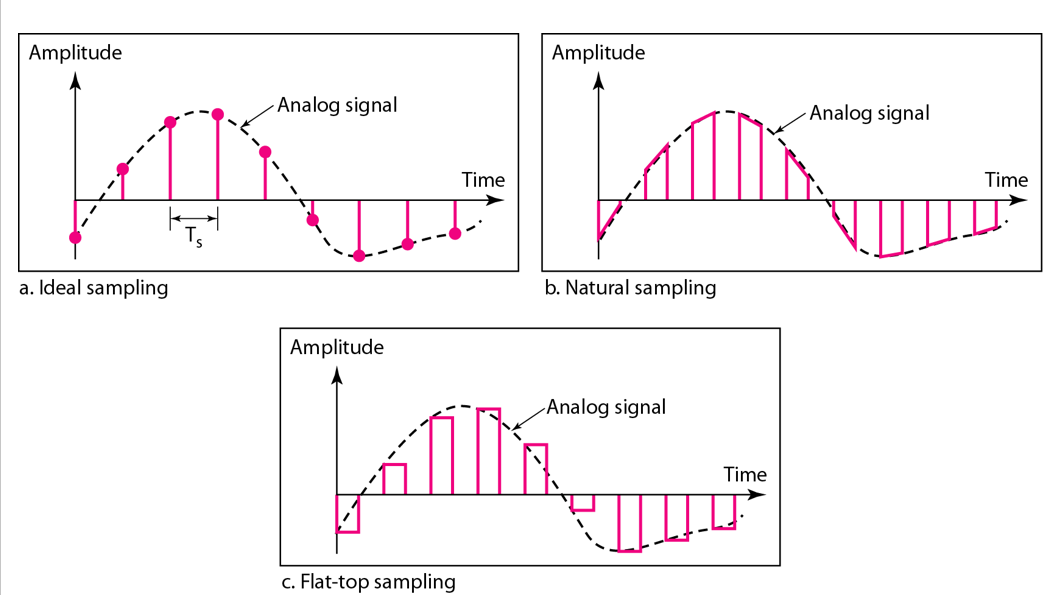 Amplitude
Analog signal
Time
Ts
a. Ideal sampling
Amplitude
Analog signal
Time
b. Natural sampling
Amplitude
Analog signal
Time
c. Flat-top sampling